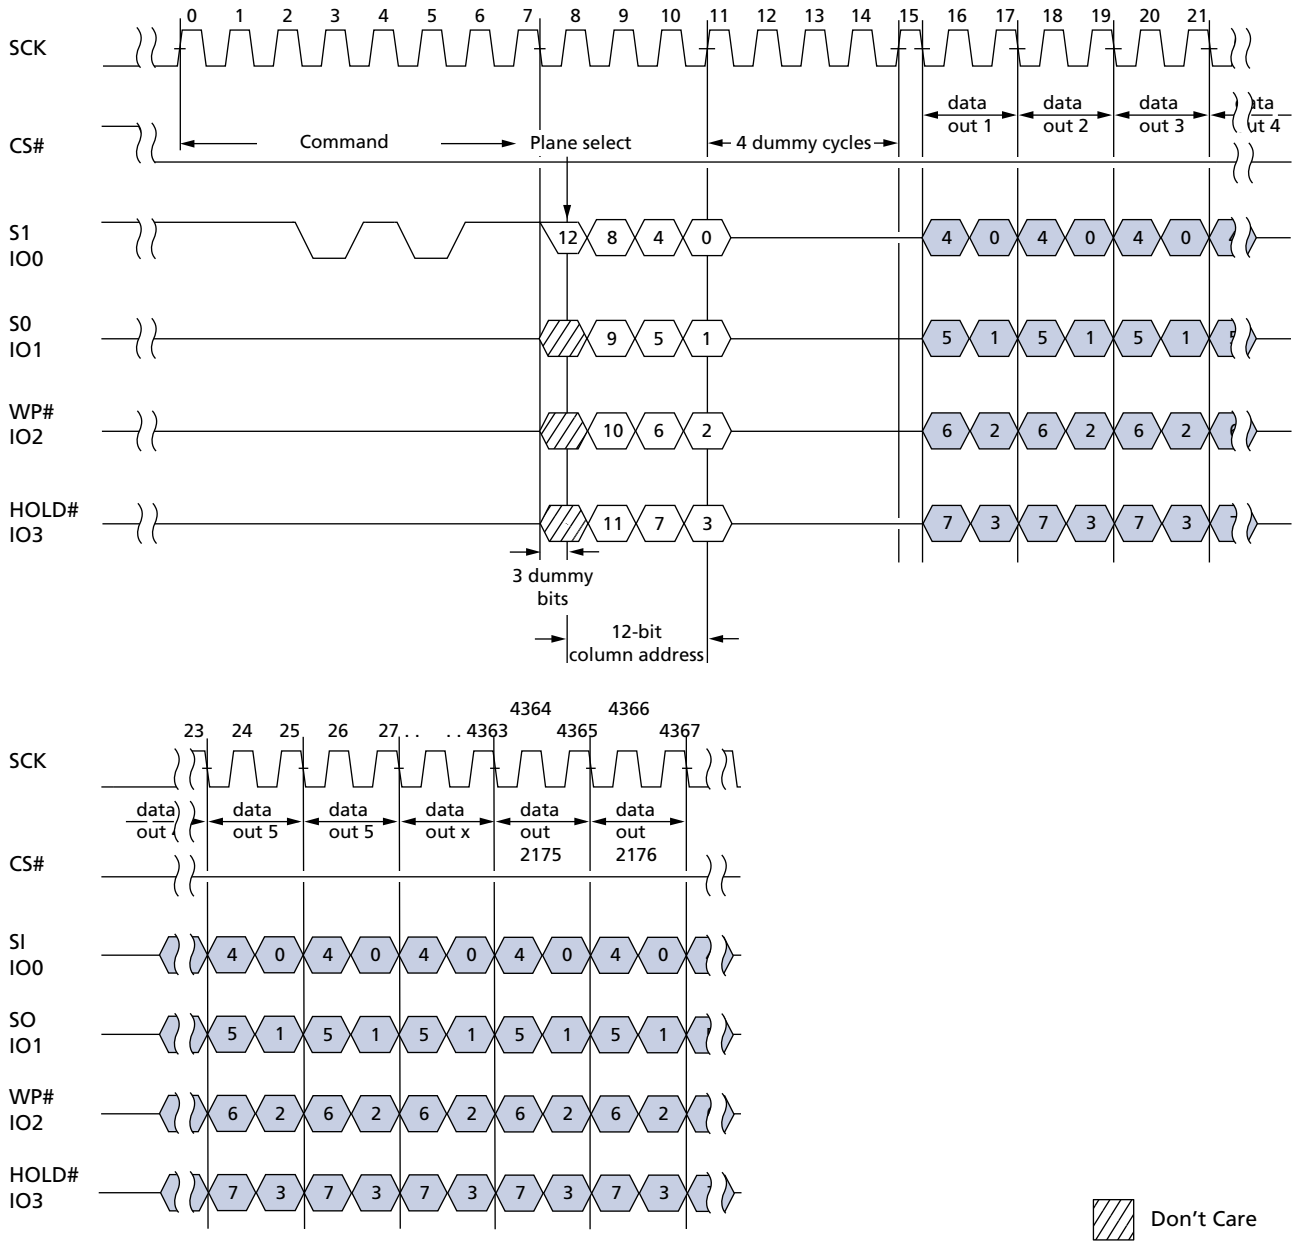 0 1 2 3 4 5 6 7 8 9 10 11 12 13 14 15 16 17 18 19 20 21
SCK
data data data ata
out 1 out 2 out 3 ut 4
CS# Command Plane select 4 dummy cycles
S1 12 8 4 0 4 0 4 0 4 0
IO0
S0 9 5 1 5 1 5 1 5 1
IO1
WP# 10 6 2 6 2 6 2 6 2
IO2
HOLD# 11 7 3 7 3 7 3 7 3
IO3
3 dummy
bits
12-bit
column address
4364 4366
23 24 25 26 27 . . . . 4363 4365 4367
SCK
data data data data data data
out out 5 out 5 out x out out
2175 2176
CS#
SI 4 0 4 0 4 0 4 0 4 0
IO0
SO 5 1 5 1 5 1 5 1 5 1
IO1
WP# 6 2 6 2 6 2 6 2 6 2
IO2
HOLD# 7 3 7 3 7 3 7 3 7 3
IO3
Don't Care